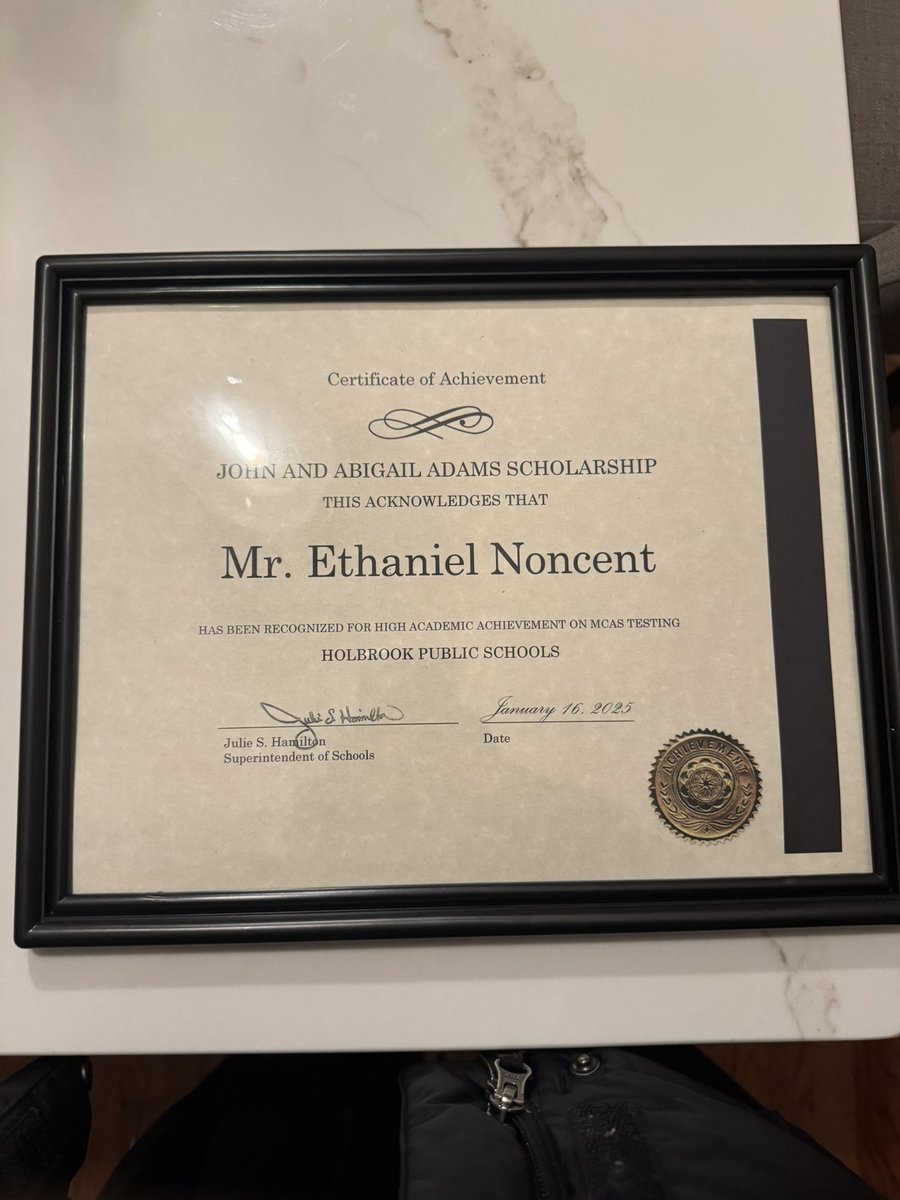 Certificate of Achievement
JOHN AND ABIGAIL ADAMS SCHOLARSHIP
THIS ACKNOWLEDGES THAT
Mr. Ethaniel Noncent
HAS BEEN RECOGNIZED FOR HIGH ACADEMIC ACHIEVEMENT ON MCAS TESTING
HOLBROOK PUBLIC SCHOOLS
Julie S Hamilton
January 16, 2025
Julie S. Hamilton
Date
Superintendent of Schools
ACHIEVEMENT